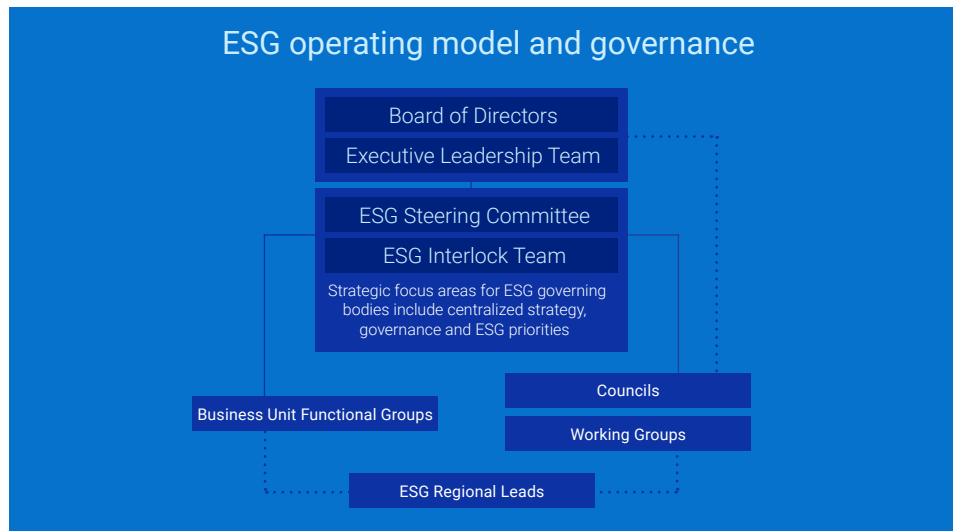 ESG operating model and governance
Board of Directors
Executive Leadership Team
ESG Steering Committee
ESG Interlock Team
Strategic focus areas for ESG governing
bodies include centralized strategy,
governance and ESG priorities
Councils
Business Unit Functional Groups
Working Groups
ESG Regional Leads